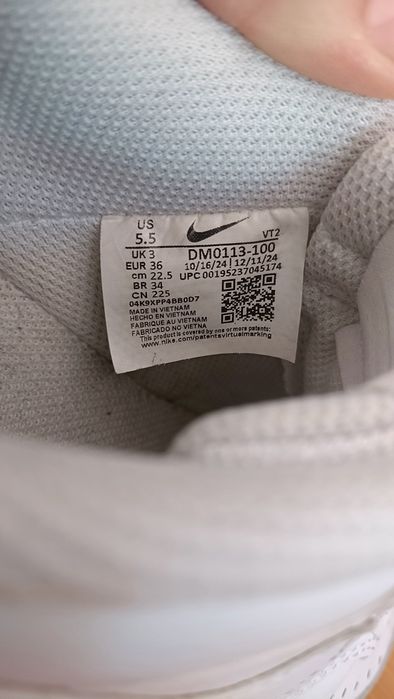 US
5.5
VT2
UK 3
DM0113-100
EUR 36
10/16/24 | 12/11/24
cm 22.5
UPC 00195237045174
BR 34
CN 225
04K9XPP4BB0D7
MADE IN VIETNAM
HECHO EN VIETNAM
FABRIQUE AU VIETNAM
FABRICADO NO VIETNA
This product is covered by one or more patents:
www.nike.com/patentsvirtualmarking